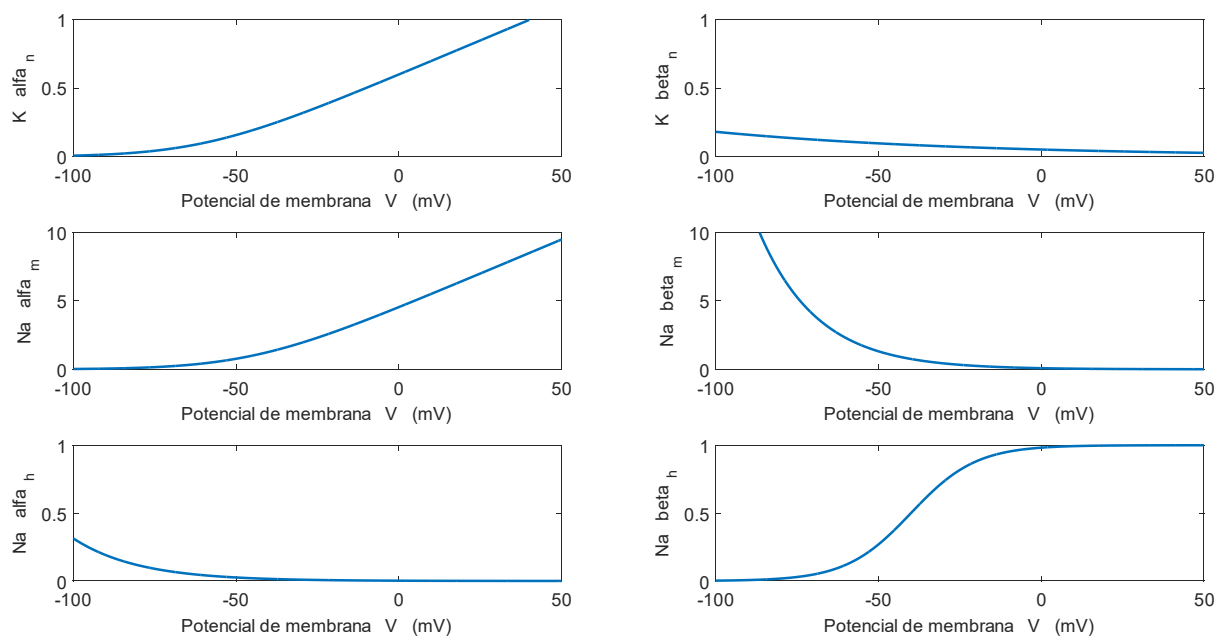 K alfa n
1
0.5
0
-100 -50 0 50
Potencial de membrana V (mV)
K beta n
1
0.5
0
-100 -50 0 50
Potencial de membrana V (mV)
Na alfa m
10
5
0
-100 -50 0 50
Potencial de membrana V (mV)
Na beta m
10
5
0
-100 -50 0 50
Potencial de membrana V (mV)
Na alfa h
1
0.5
0
-100 -50 0 50
Potencial de membrana V (mV)
Na beta h
1
0.5
0
-100 -50 0 50
Potencial de membrana V (mV)